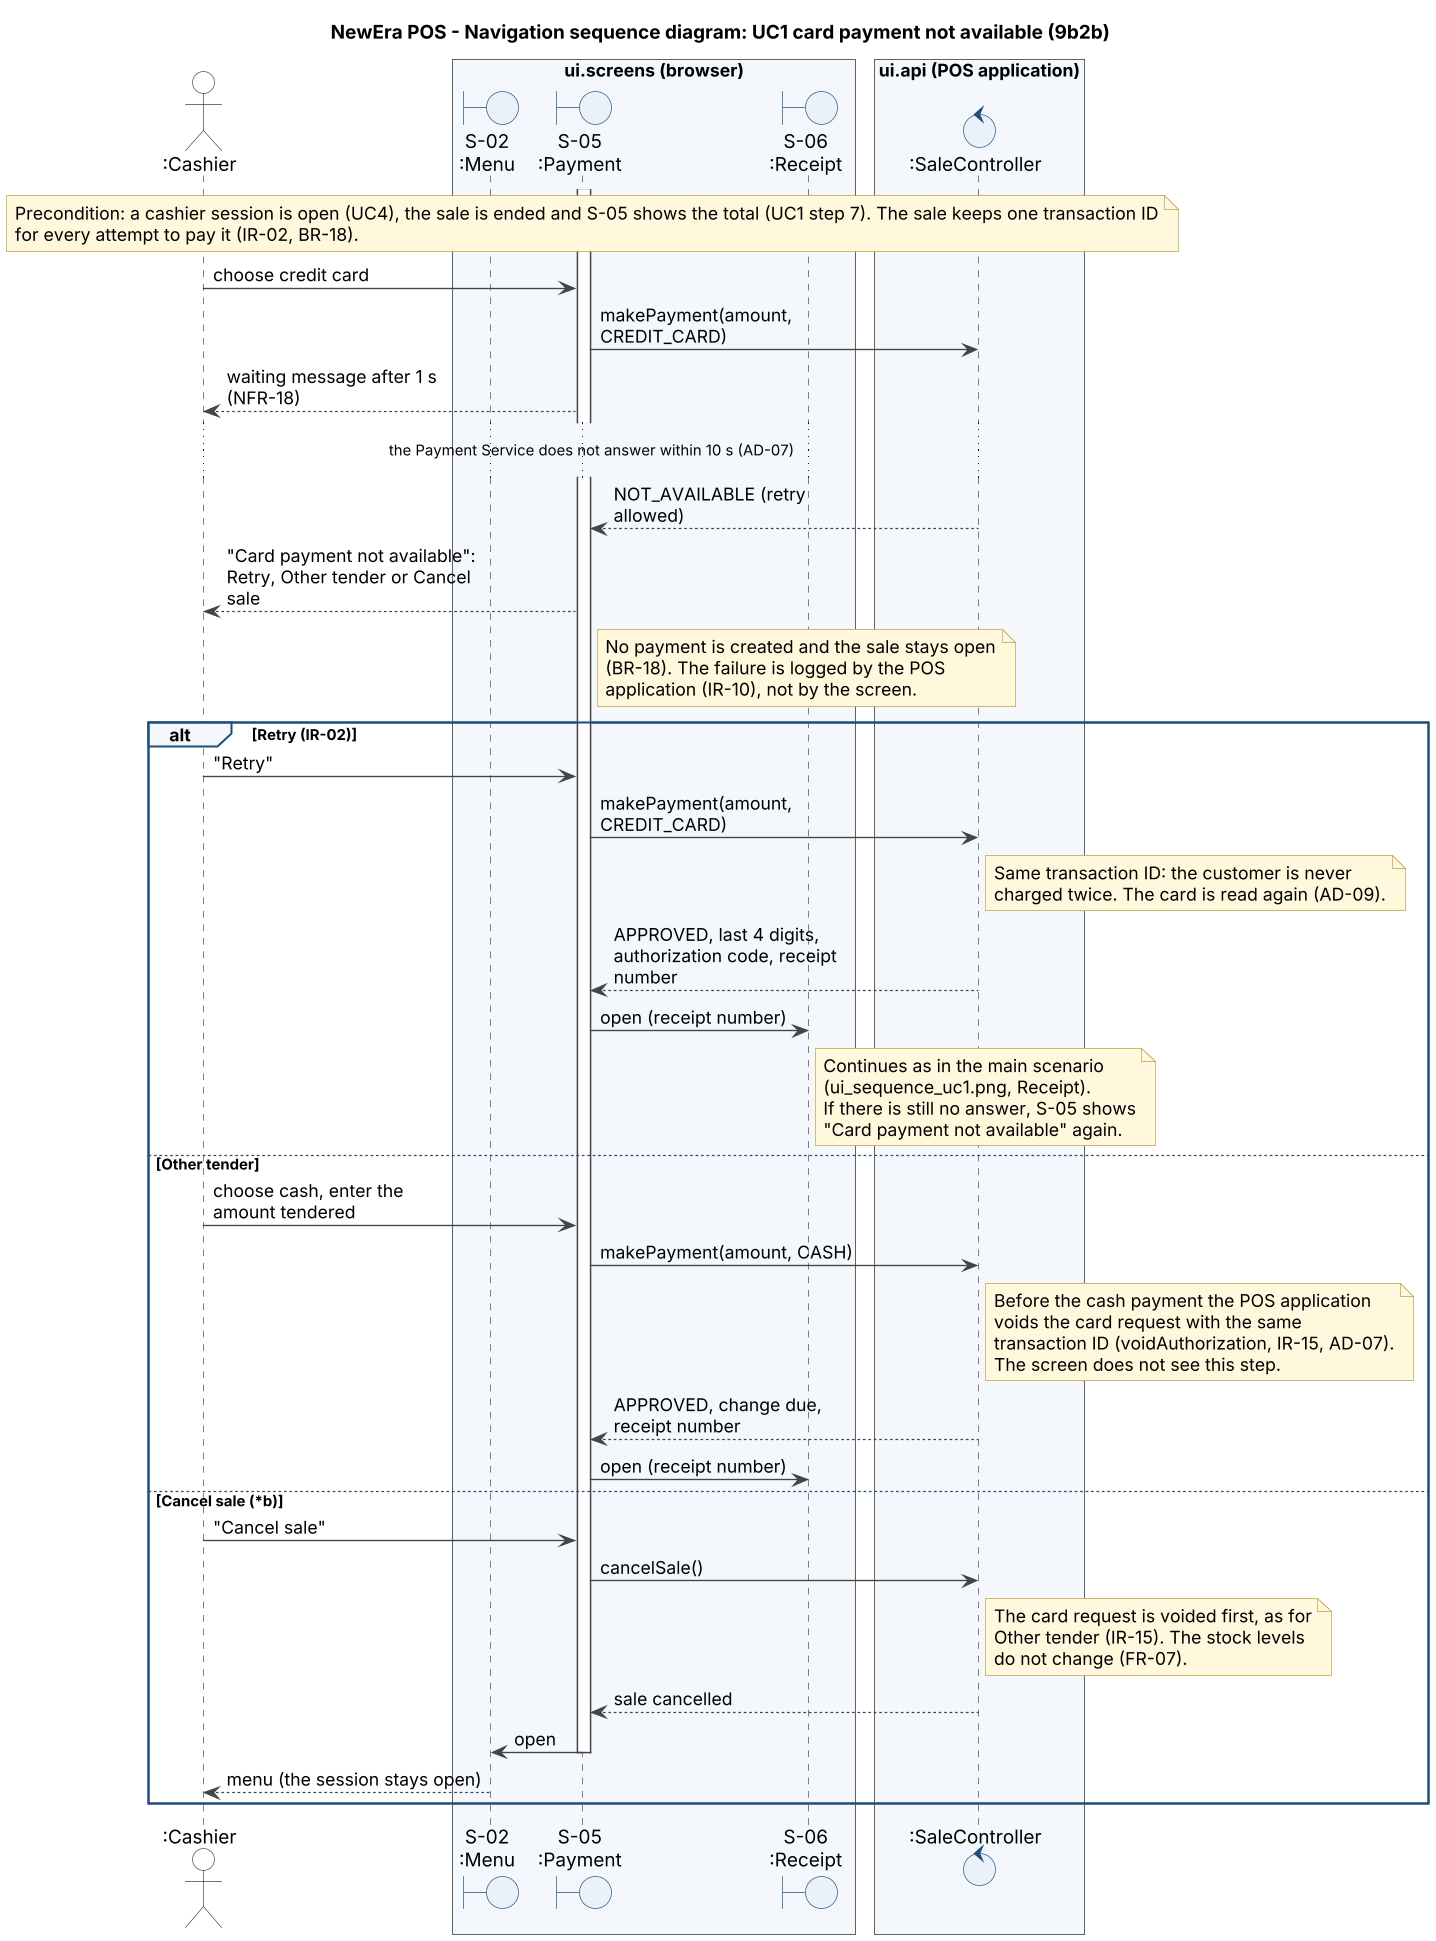 NewEra POS - Navigation sequence diagram: UC1 card payment not available (9b2b)
ui.screens (browser)
ui.api (POS application)
:Cashier
S-02
:Menu
S-05
:Payment
S-06
:Receipt
:SaleController
Precondition: a cashier session is open (UC4), the sale is ended and S-05 shows the total (UC1 step 7). The sale keeps one transaction ID
for every attempt to pay it (IR-02, BR-18).
choose credit card
makePayment(amount,
CREDIT_CARD)
waiting message after 1 s
(NFR-18)
the Payment Service does not answer within 10 s (AD-07)
NOT_AVAILABLE (retry
allowed)
"Card payment not available":
Retry, Other tender or Cancel
sale
No payment is created and the sale stays open
(BR-18). The failure is logged by the POS
application (IR-10), not by the screen.
alt [Retry (IR-02)]
"Retry"
makePayment(amount,
CREDIT_CARD)
Same transaction ID: the customer is never
charged twice. The card is read again (AD-09).
APPROVED, last 4 digits,
authorization code, receipt
number
open (receipt number)
Continues as in the main scenario
(ui_sequence_uc1.png, Receipt).
If there is still no answer, S-05 shows
"Card payment not available" again.
[Other tender]
choose cash, enter the
amount tendered
makePayment(amount, CASH)
Before the cash payment the POS application
voids the card request with the same
transaction ID (voidAuthorization, IR-15, AD-07).
The screen does not see this step.
APPROVED, change due,
receipt number
open (receipt number)
[Cancel sale (*b)]
"Cancel sale"
cancelSale()
The card request is voided first, as for
Other tender (IR-15). The stock levels
do not change (FR-07).
sale cancelled
open
menu (the session stays open)
:Cashier
S-02
:Menu
S-05
:Payment
S-06
:Receipt
:SaleController